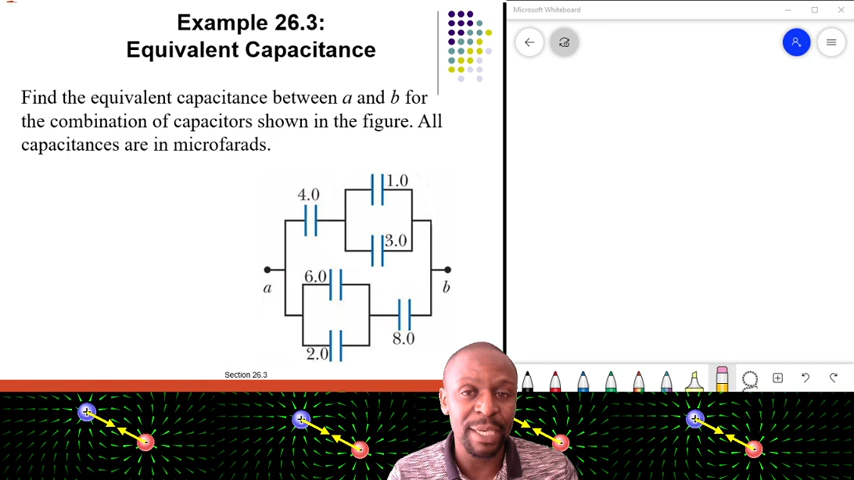 Example 26.3:
Equivalent Capacitance
Microsoft Whiteboard
Find the equivalent capacitance between a and b for
the combination of capacitors shown in the figure. All
capacitances are in microfarads.
1.0
4.0
3.0
6.0
a
b
8.0
2.0
Section 26.3